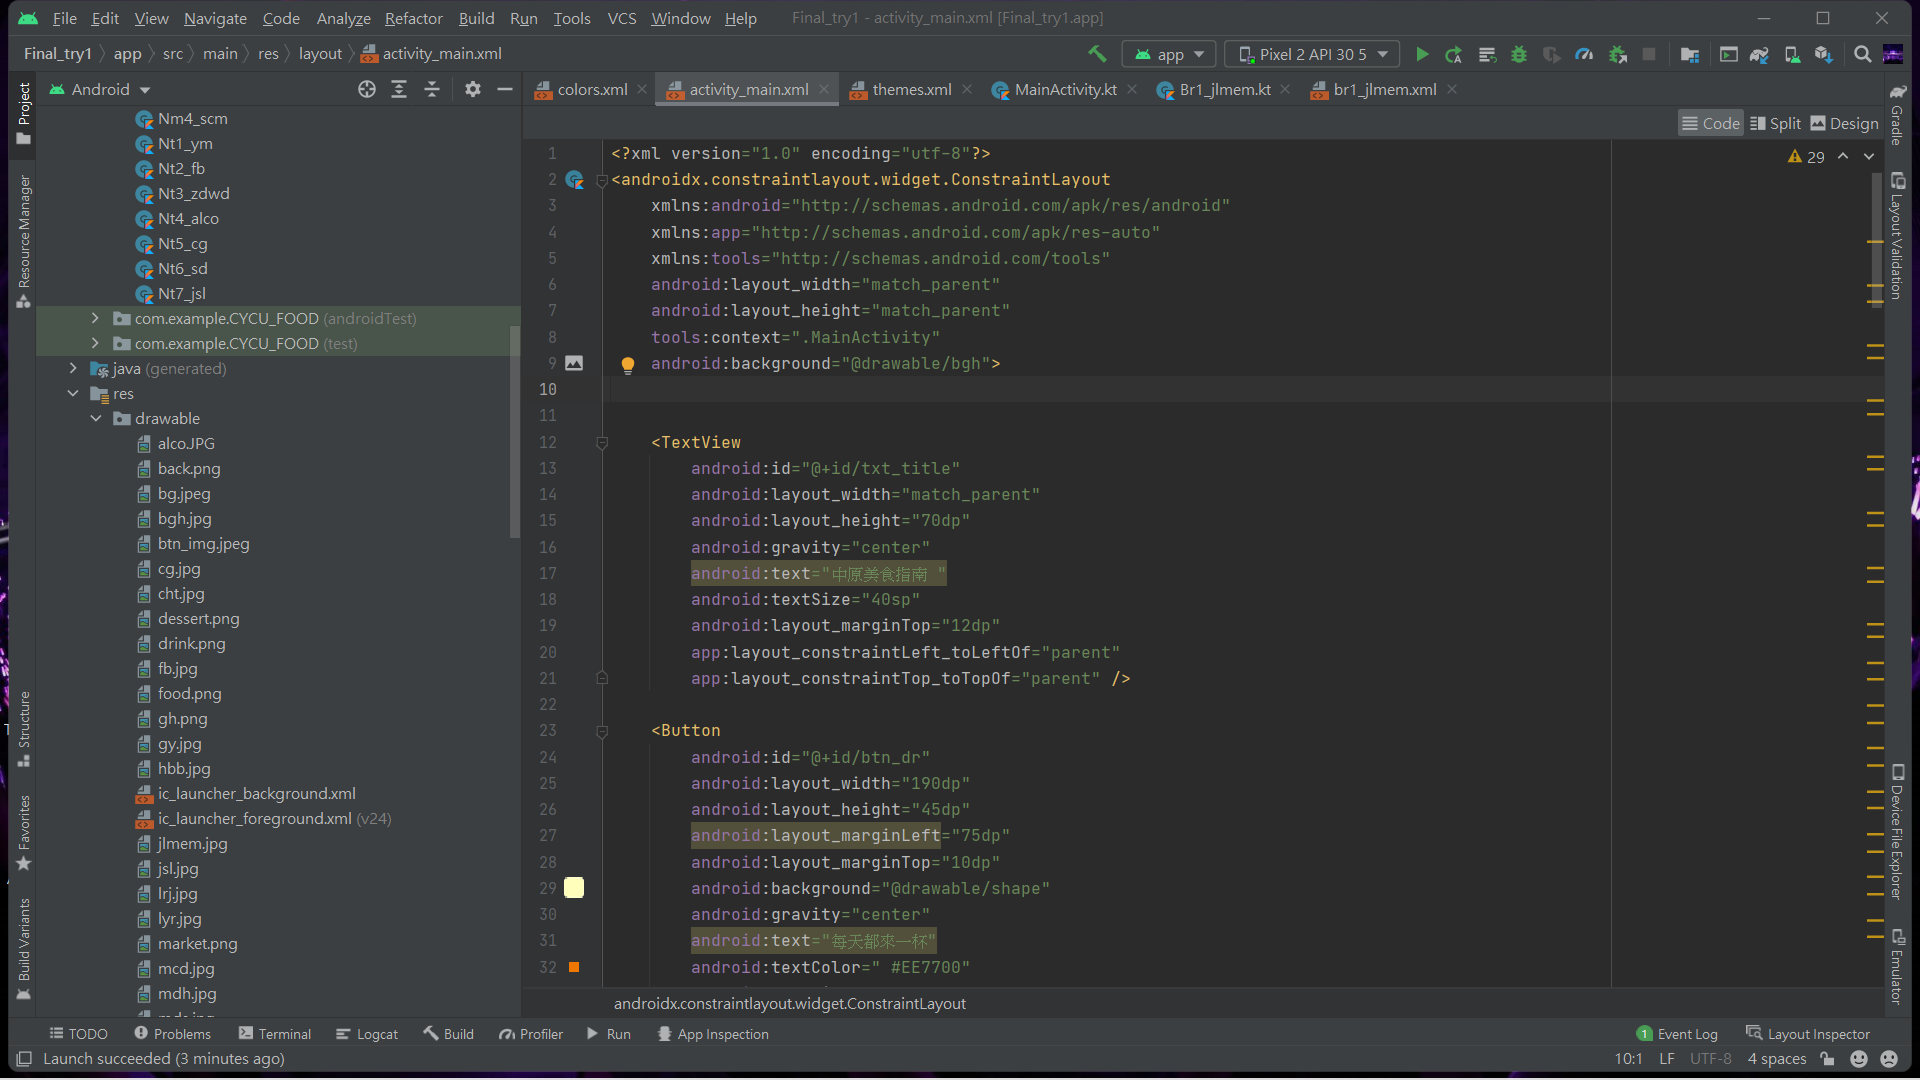 File Edit View Navigate Code Analyze Refactor Build Run Tools VCS Window Help Final_try1 - activity_main.xml [Final_try1.app]
Final_try1 app src main res layout activity_main.xml app Pixel 2 API 30 5
Project
Resource Manager
Structure
Favorites
Build Variants
Android
Nm4_scm
Nt1_ym
Nt2_fb
Nt3_zdwd
Nt4_alco
Nt5_cg
Nt6_sd
Nt7_jsl
com.example.CYCU_FOOD (androidTest)
com.example.CYCU_FOOD (test)
java (generated)
res
drawable
alco.JPG
back.png
bg.jpeg
bgh.jpg
btn_img.jpeg
cg.jpg
cht.jpg
dessert.png
drink.png
fb.jpg
food.png
gh.png
gy.jpg
hbb.jpg
ic_launcher_background.xml
ic_launcher_foreground.xml (v24)
jlmem.jpg
jsl.jpg
lrj.jpg
lyr.jpg
market.png
mcd.jpg
mdh.jpg
colors.xml activity_main.xml themes.xml MainActivity.kt Br1_jlmem.kt br1_jlmem.xml
Code Split Design
29
1 <?xml version="1.0" encoding="utf-8"?>
2 <androidx.constraintlayout.widget.ConstraintLayout
3 xmlns:android="http://schemas.android.com/apk/res/android"
4 xmlns:app="http://schemas.android.com/apk/res-auto"
5 xmlns:tools="http://schemas.android.com/tools"
6 android:layout_width="match_parent"
7 android:layout_height="match_parent"
8 tools:context=".MainActivity"
9 android:background="@drawable/bgh">
10
11
12 <TextView
13 android:id="@+id/txt_title"
14 android:layout_width="match_parent"
15 android:layout_height="70dp"
16 android:gravity="center"
17 android:text="中原美食指南 "
18 android:textSize="40sp"
19 android:layout_marginTop="12dp"
20 app:layout_constraintLeft_toLeftOf="parent"
21 app:layout_constraintTop_toTopOf="parent" />
22
23 <Button
24 android:id="@+id/btn_dr"
25 android:layout_width="190dp"
26 android:layout_height="45dp"
27 android:layout_marginLeft="75dp"
28 android:layout_marginTop="10dp"
29 android:background="@drawable/shape"
30 android:gravity="center"
31 android:text="每天都來一杯"
32 android:textColor=" #EE7700"
androidx.constraintlayout.widget.ConstraintLayout
Gradle
Layout Validation
Device File Explorer
Emulator
TODO Problems Terminal Logcat Build Profiler Run App Inspection 1 Event Log Layout Inspector
Launch succeeded (3 minutes ago) 10:1 LF UTF-8 4 spaces